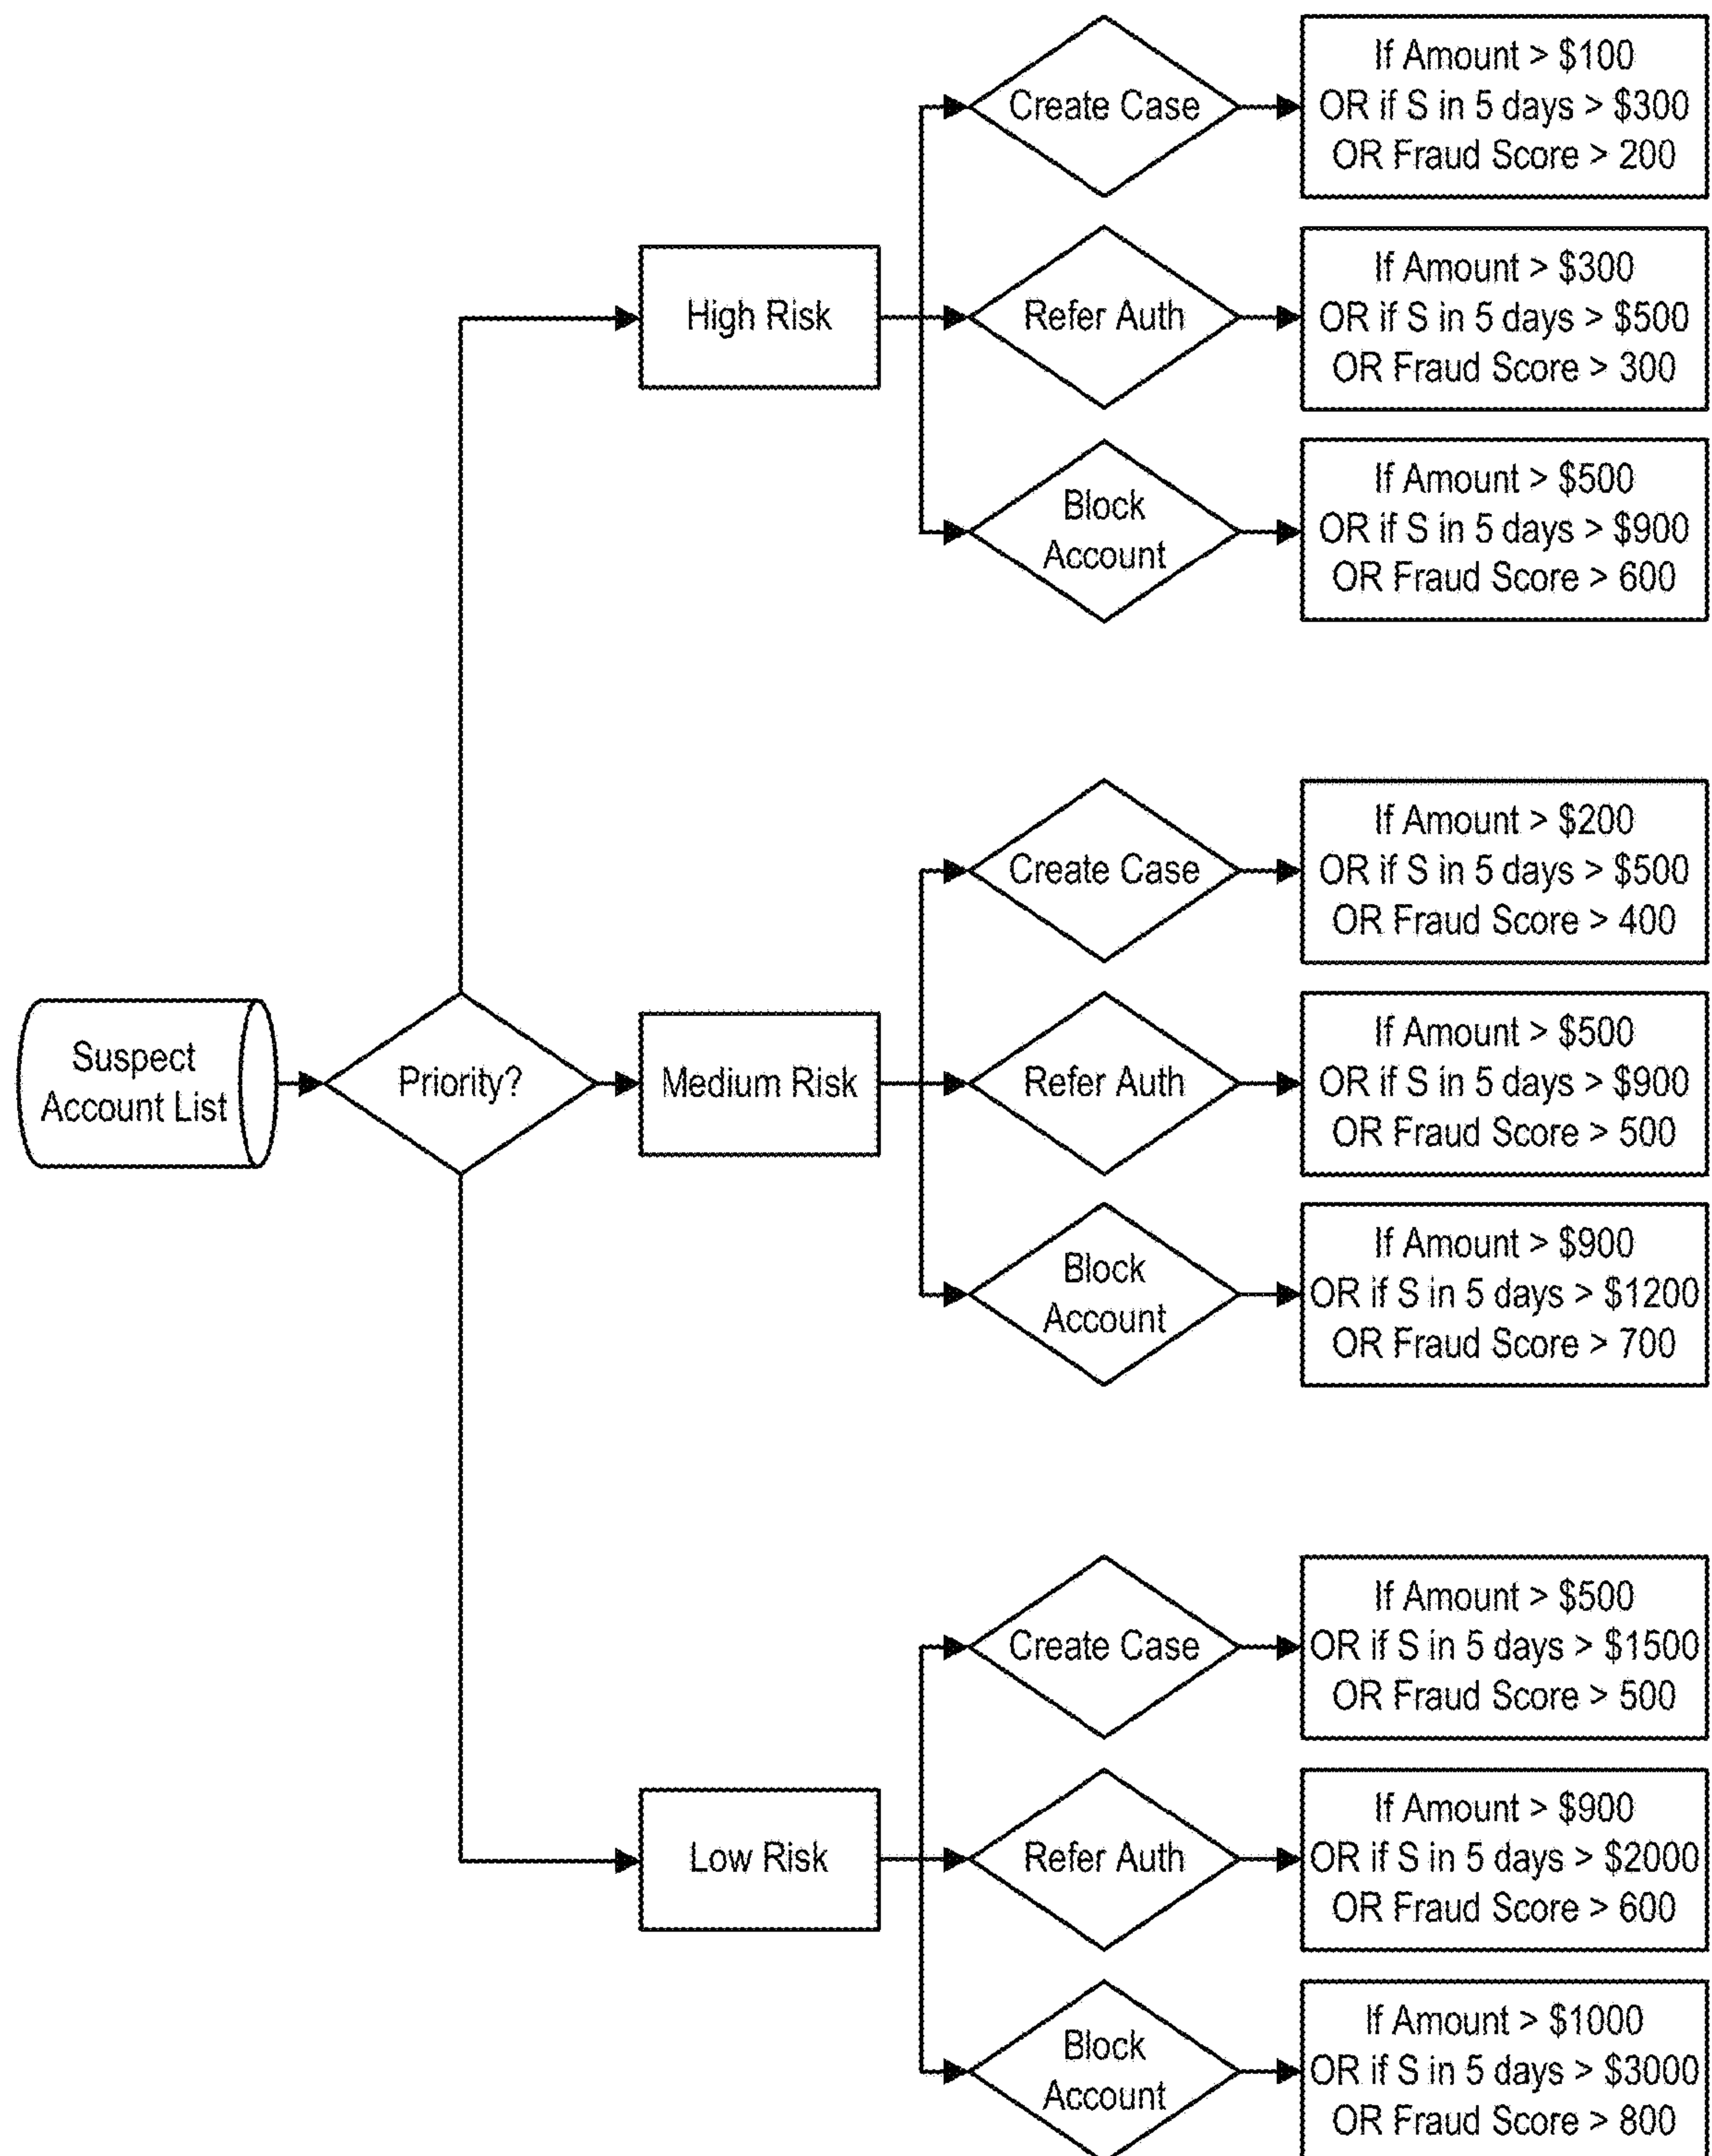 Suspect
Account List
Priority?
High Risk
Create Case
If Amount > $100
OR if S in 5 days > $300
OR Fraud Score > 200
Refer Auth
If Amount > $300
OR if S in 5 days > $500
OR Fraud Score > 300
Block
Account
If Amount > $500
OR if S in 5 days > $900
OR Fraud Score > 600
Medium Risk
Create Case
If Amount > $200
OR if S in 5 days > $500
OR Fraud Score > 400
Refer Auth
If Amount > $500
OR if S in 5 days > $900
OR Fraud Score > 500
Block
Account
If Amount > $900
OR if S in 5 days > $1200
OR Fraud Score > 700
Low Risk
Create Case
If Amount > $500
OR if S in 5 days > $1500
OR Fraud Score > 500
Refer Auth
If Amount > $900
OR if S in 5 days > $2000
OR Fraud Score > 600
Block
Account
If Amount > $1000
OR if S in 5 days > $3000
OR Fraud Score > 800